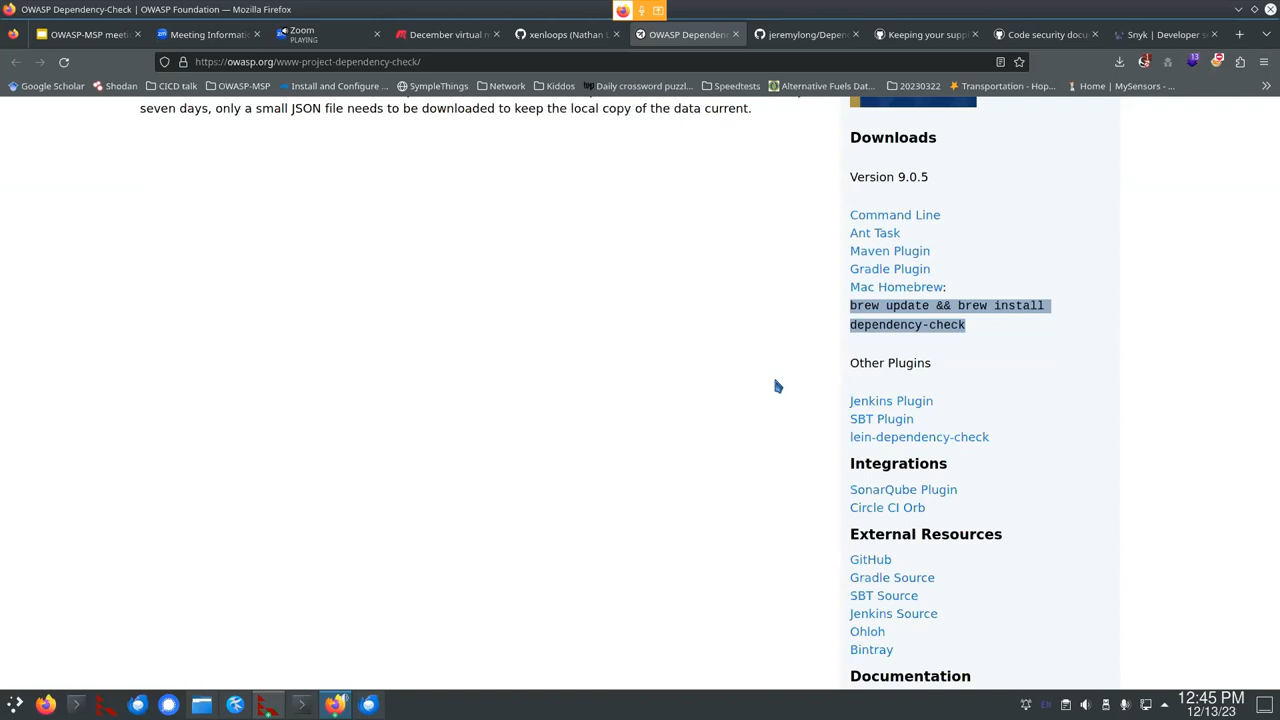 OWASP Dependency-Check | OWASP Foundation — Mozilla Firefox
OWASP-MSP meetin
Meeting Informati
Zoom
PLAYING
December virtual m
xenloops (Nathan L
OWASP Dependenc
jeremylong/Depen
Keeping your supp
Code security doc
Snyk | Developer s
https://owasp.org/www-project-dependency-check/
13
Google Scholar
Shodan
CICD talk
OWASP-MSP
Install and Configure ...
SympleThings
Network
Kiddos
Daily crossword puzzl...
Speedtests
Alternative Fuels Dat...
20230322
Transportation - Hop...
Home | MySensors - ...
seven days, only a small JSON file needs to be downloaded to keep the local copy of the data current.
Downloads
Version 9.0.5
Command Line
Ant Task
Maven Plugin
Gradle Plugin
Mac Homebrew:
brew update && brew install
dependency-check
Other Plugins
Jenkins Plugin
SBT Plugin
lein-dependency-check
Integrations
SonarQube Plugin
Circle CI Orb
External Resources
GitHub
Gradle Source
SBT Source
Jenkins Source
Ohloh
Bintray
Documentation
EN
12:45 PM
12/13/23